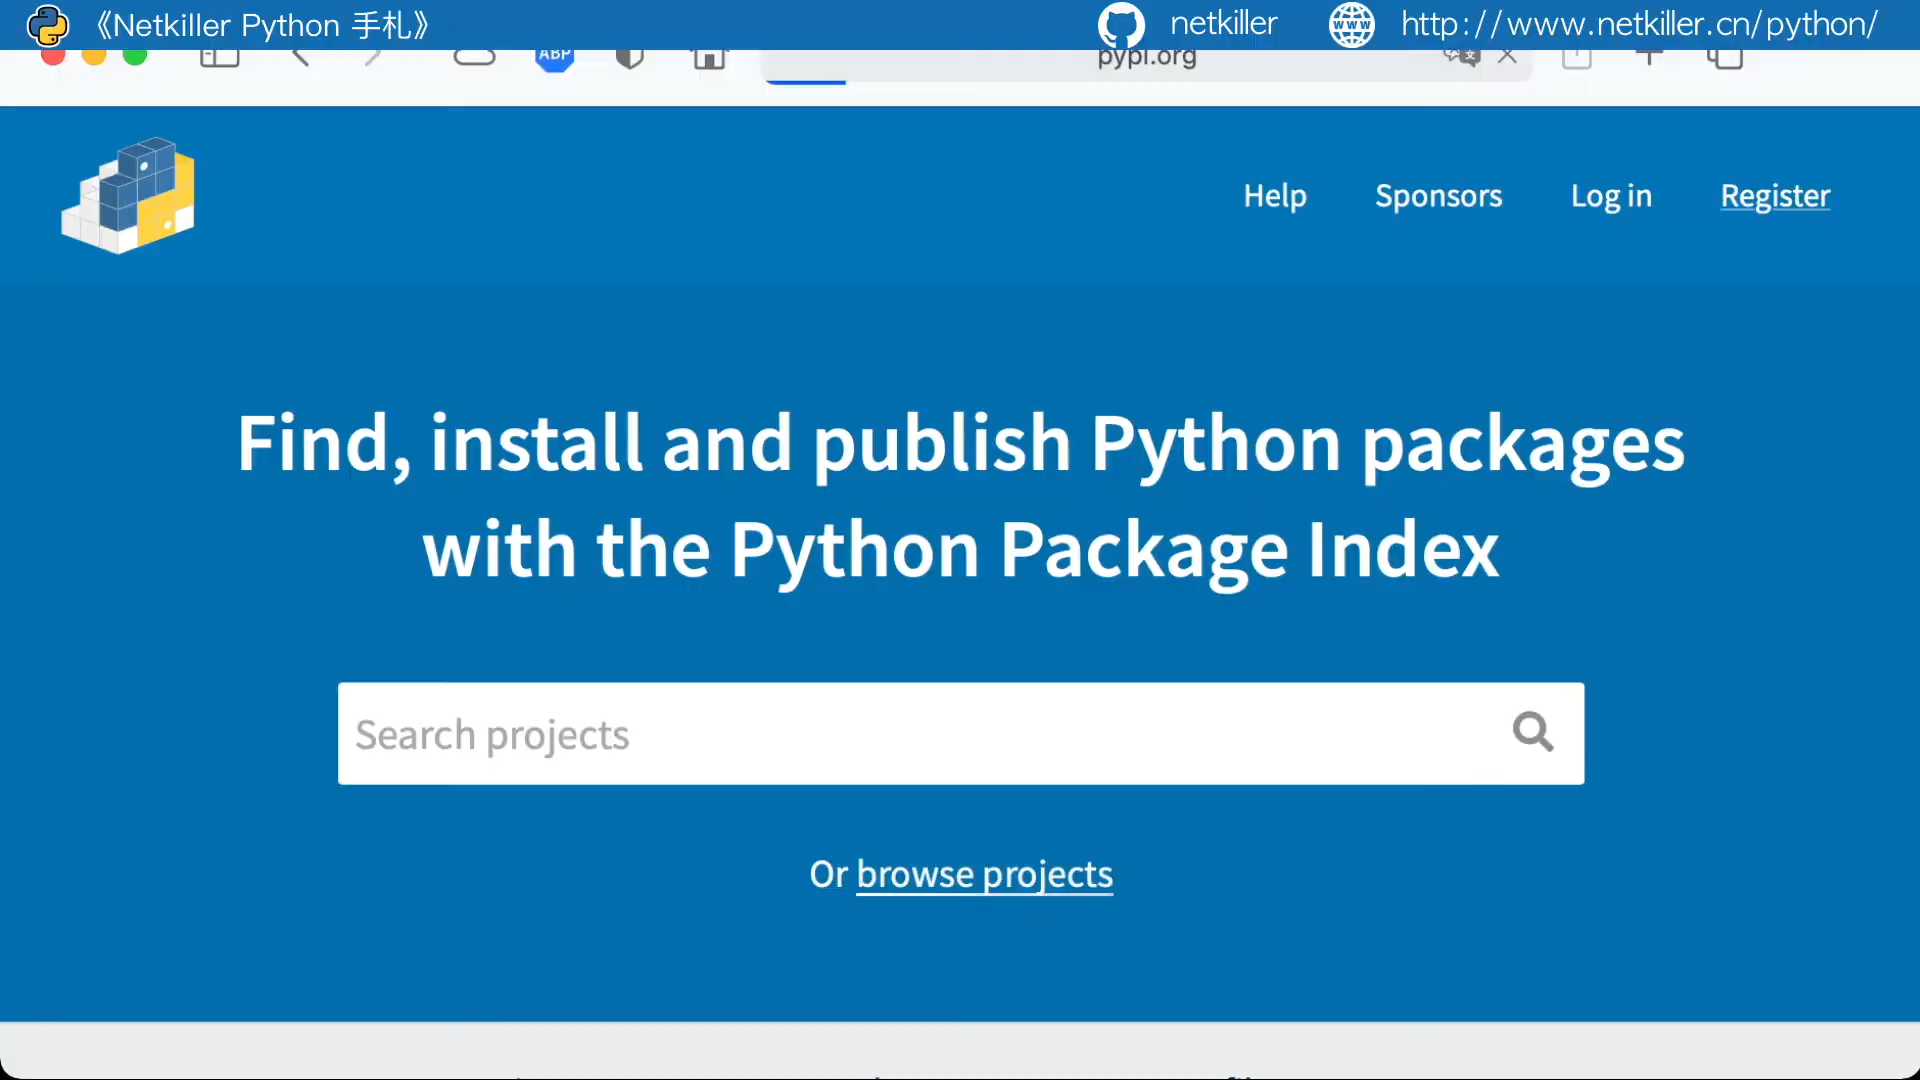 《Netkiller Python 手札》
netkiller
WWW
http://www.netkiller.cn/python/
ABP
pypi.org
Help
Sponsors
Log in
Register
Find, install and publish Python packages
with the Python Package Index
Search projects
Or browse projects